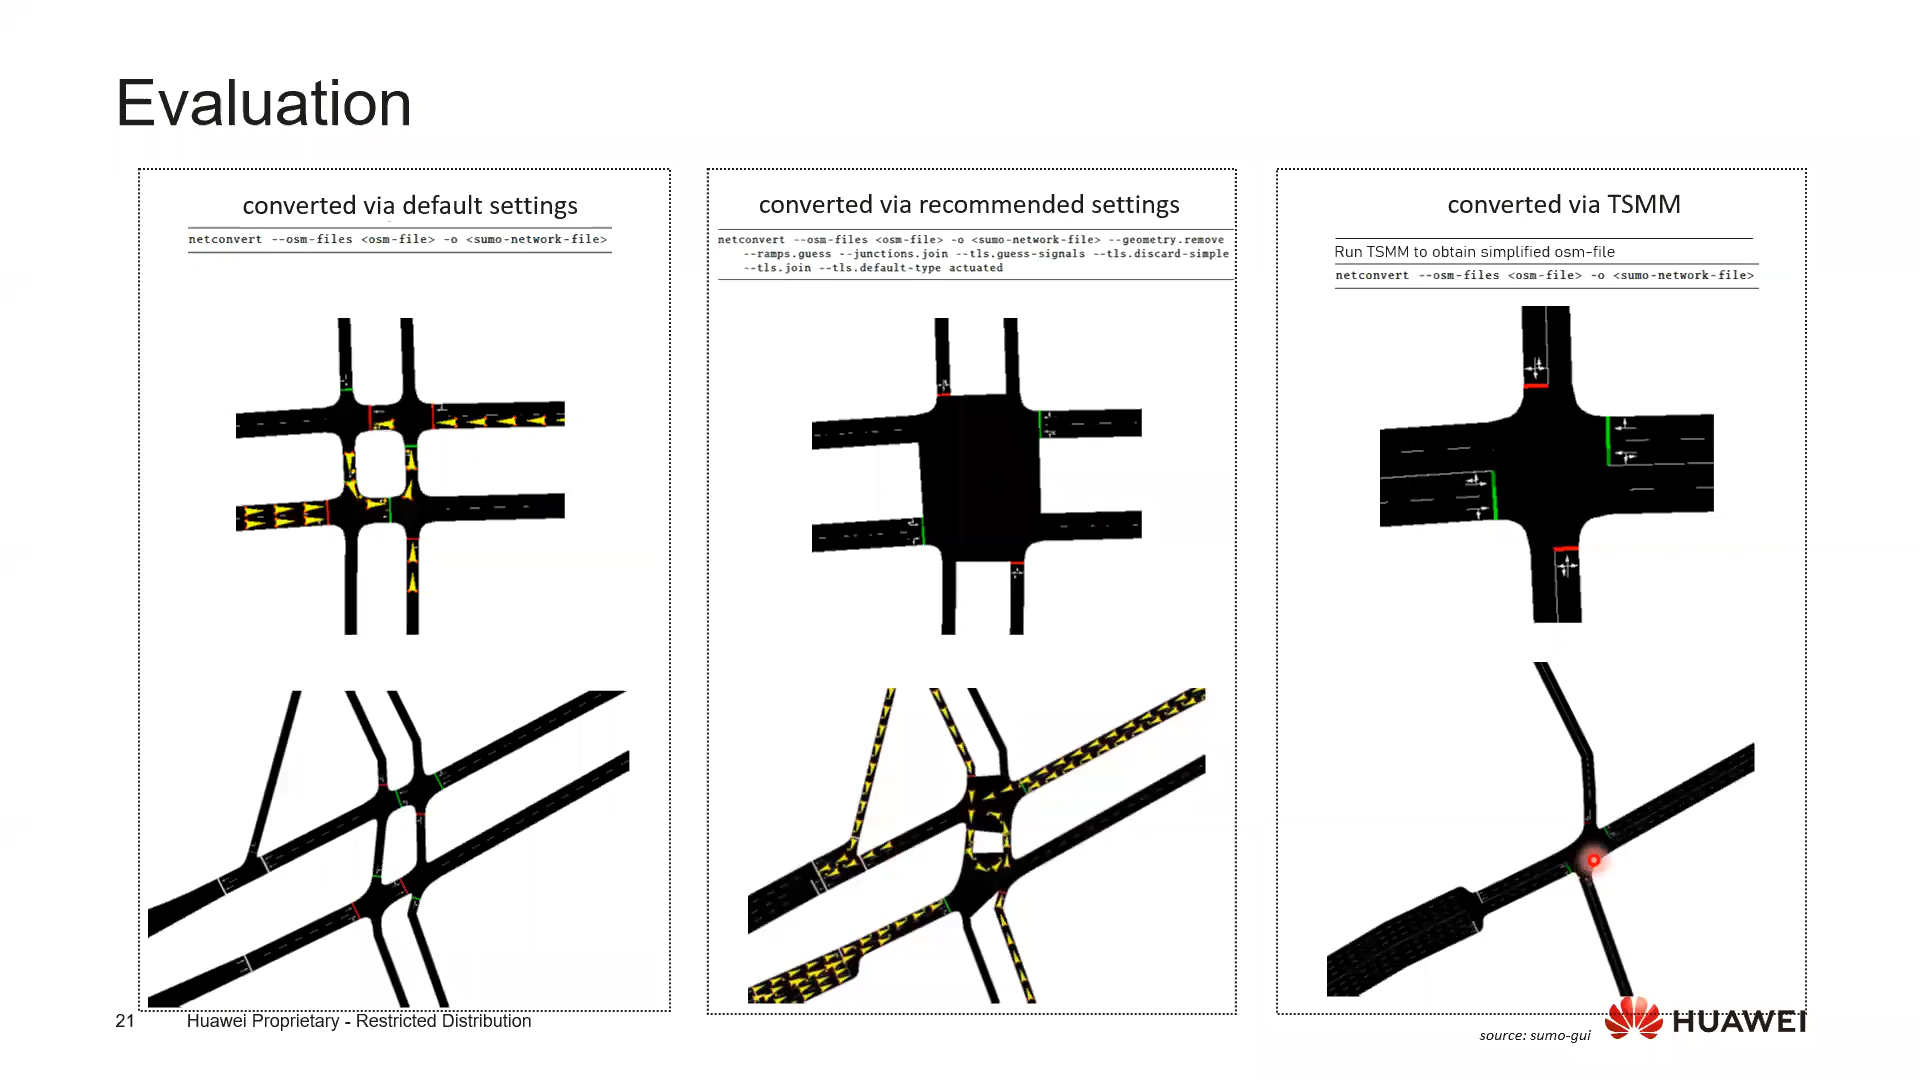 Evaluation
converted via default settings
netconvert --osm-files <osm-file> -o <sumo-network-file>
converted via recommended settings
netconvert --osm-files <osm-file> -o <sumo-network-file> --geometry.remove
--ramps.guess --junctions.join --tls.guess-signals --tls.discard-simple
--tls.join --tls.default-type actuated
converted via TSMM
Run TSMM to obtain simplified osm-file
netconvert --osm-files <osm-file> -o <sumo-network-file>
21
Huawei Proprietary - Restricted Distribution
source: sumo-gui
HUAWEI